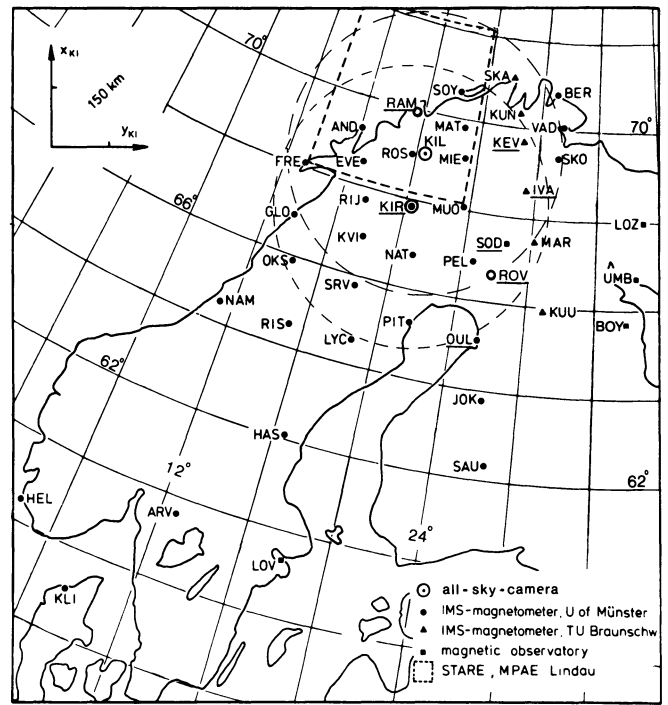 x KI
y KI
150 km
70°
66°
62°
12°
24°
70°
62°
SKA
SOY
BER
RAM
KUN
AND
MAT
VAD
KIL
KEV
FRE
EVE
ROS
MIE
SKO
RIJ
KIR
MUO
IVA
GLO
LOZ
KVI
SOD
MAR
OKS
NAT
PEL
ROV
UMB
SRV
NAM
RIS
PIT
KUU
BOY
LYC
OUL
JOK
HAS
SAU
HEL
ARV
LOV
KLI
all-sky-camera
IMS-magnetometer, U of Münster
IMS-magnetometer, TU Braunschw
magnetic observatory
STARE, MPAE Lindau